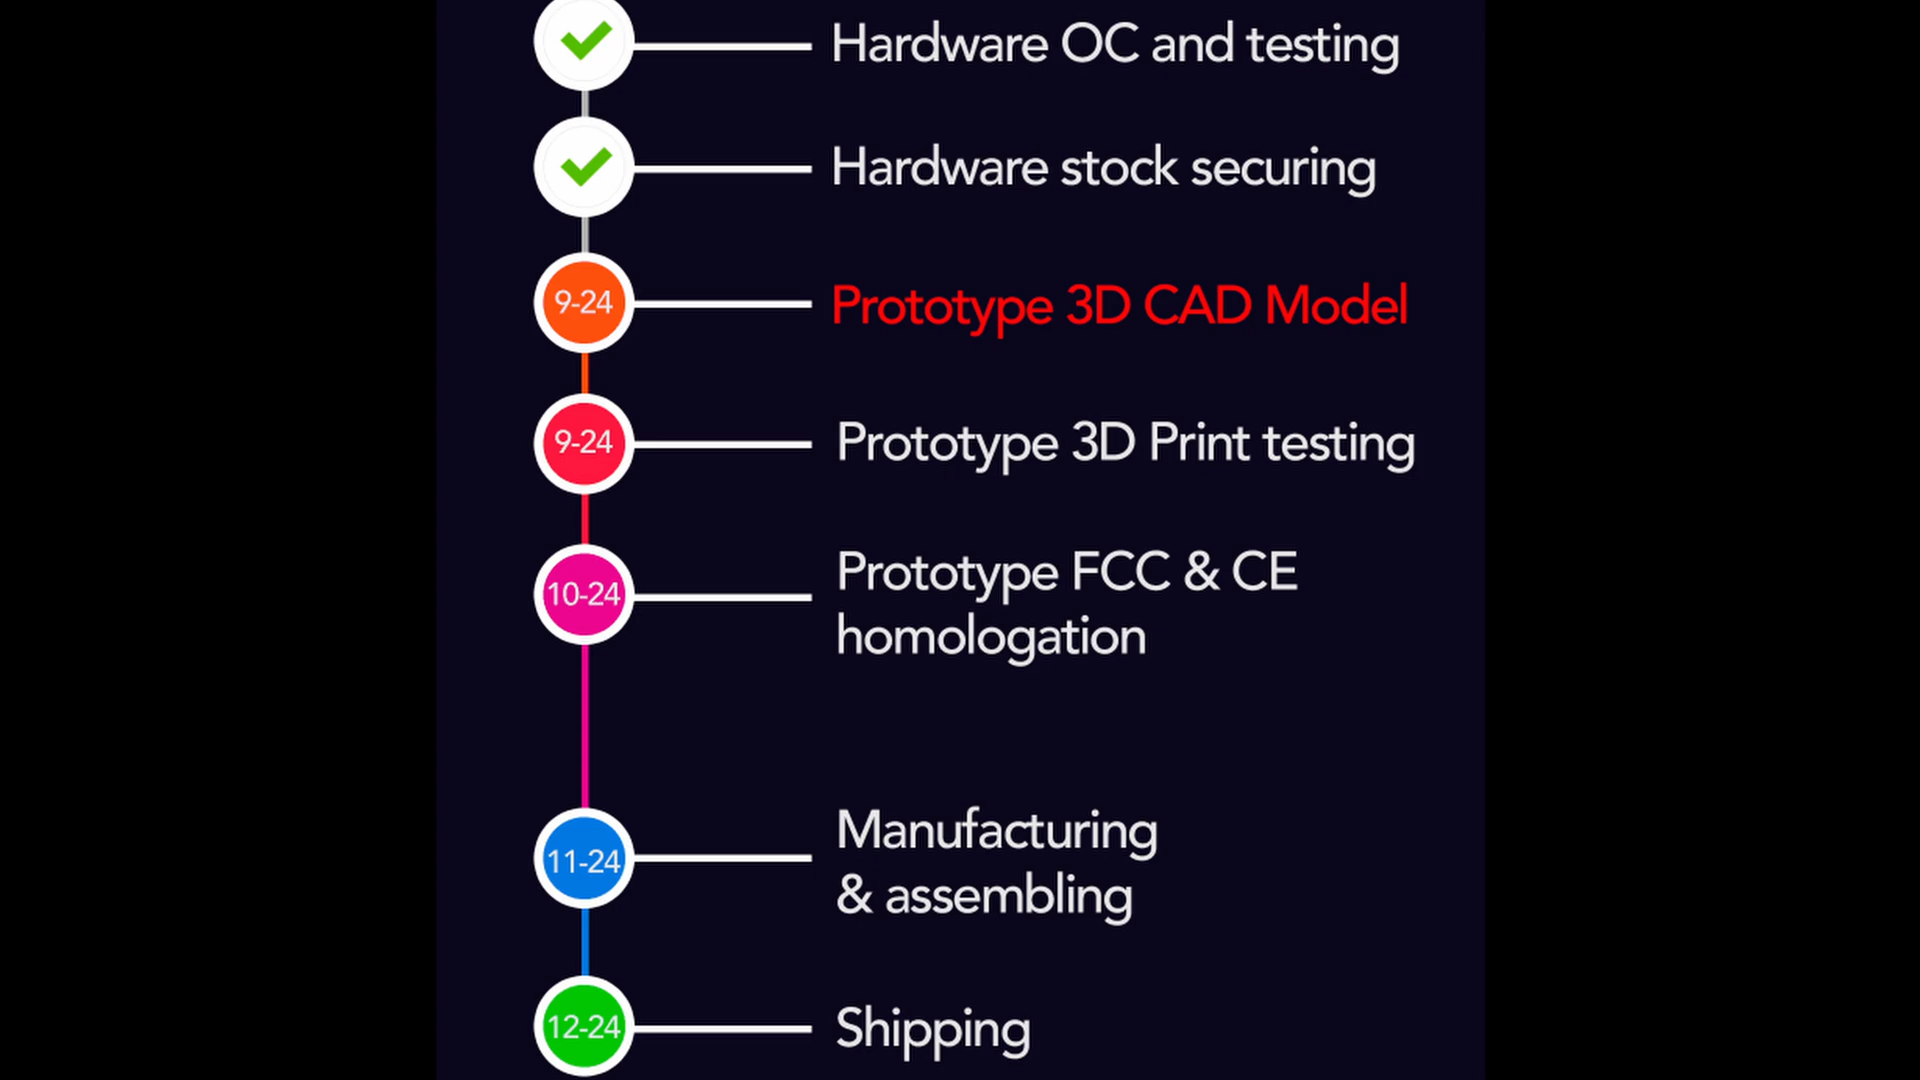 Hardware OC and testing
Hardware stock securing
9-24
Prototype 3D CAD Model
9-24
Prototype 3D Print testing
10-24
Prototype FCC & CE
homologation
11-24
Manufacturing
& assembling
12-24
Shipping